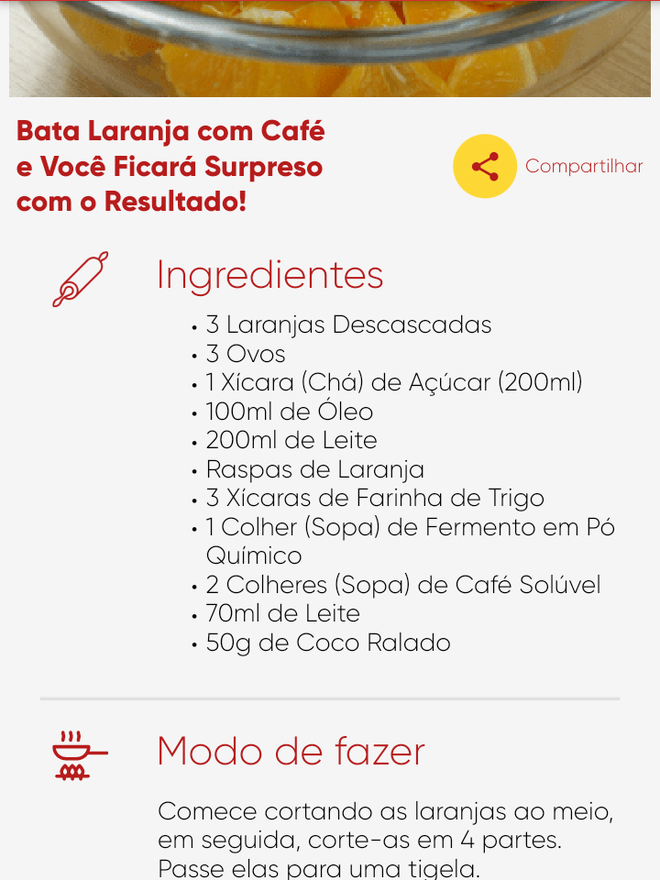 Bata Laranja com Café
e Você Ficará Surpreso
com o Resultado!
Compartilhar
Ingredientes
• 3 Laranjas Descascadas
• 3 Ovos
• 1 Xícara (Chá) de Açúcar (200ml)
• 100ml de Óleo
• 200ml de Leite
• Raspas de Laranja
• 3 Xícaras de Farinha de Trigo
• 1 Colher (Sopa) de Fermento em Pó
Químico
• 2 Colheres (Sopa) de Café Solúvel
• 70ml de Leite
• 50g de Coco Ralado
Modo de fazer
Comece cortando as laranjas ao meio,
em seguida, corte-as em 4 partes.
Passe elas para uma tigela.